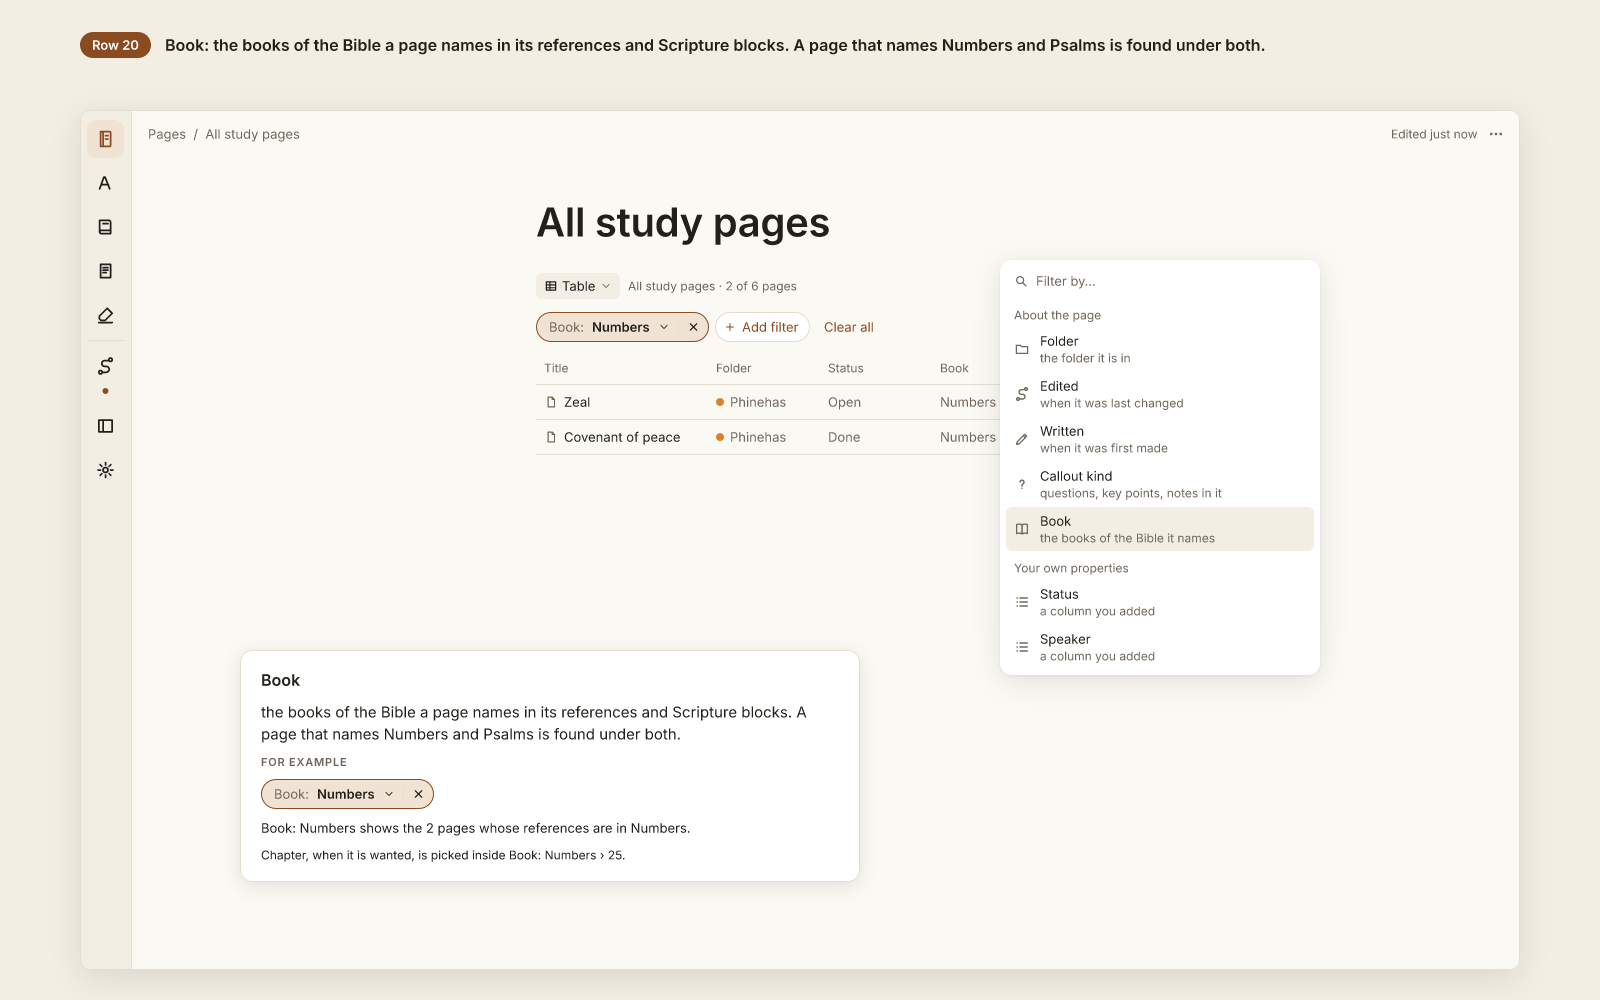 Row 20
Book: the books of the Bible a page names in its references and Scripture blocks. A page that names Numbers and Psalms is found under both.
Pages / All study pages
Edited just now
All study pages
Table
All study pages · 2 of 6 pages
Book: Numbers
+ Add filter
Clear all
Title Folder Status Book
Zeal Phinehas Open Numbers
Covenant of peace Phinehas Done Numbers
Filter by...
About the page
Folder
the folder it is in
Edited
when it was last changed
Written
when it was first made
Callout kind
questions, key points, notes in it
Book
the books of the Bible it names
Your own properties
Status
a column you added
Speaker
a column you added
Book
the books of the Bible a page names in its references and Scripture blocks. A
page that names Numbers and Psalms is found under both.
FOR EXAMPLE
Book: Numbers
Book: Numbers shows the 2 pages whose references are in Numbers.
Chapter, when it is wanted, is picked inside Book: Numbers › 25.